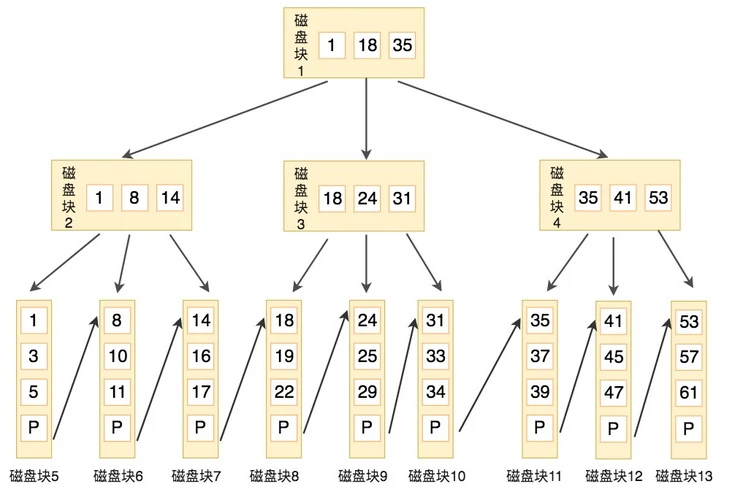 磁盘块1 1 18 35
磁盘块2 1 8 14
磁盘块3 18 24 31
磁盘块4 35 41 53
1 8 14 18 24 31 35 41 53
3 10 16 19 25 33 37 45 57
5 11 17 22 29 34 39 47 61
P P P P P P P P P
磁盘块5 磁盘块6 磁盘块7 磁盘块8 磁盘块9 磁盘块10 磁盘块11 磁盘块12 磁盘块13